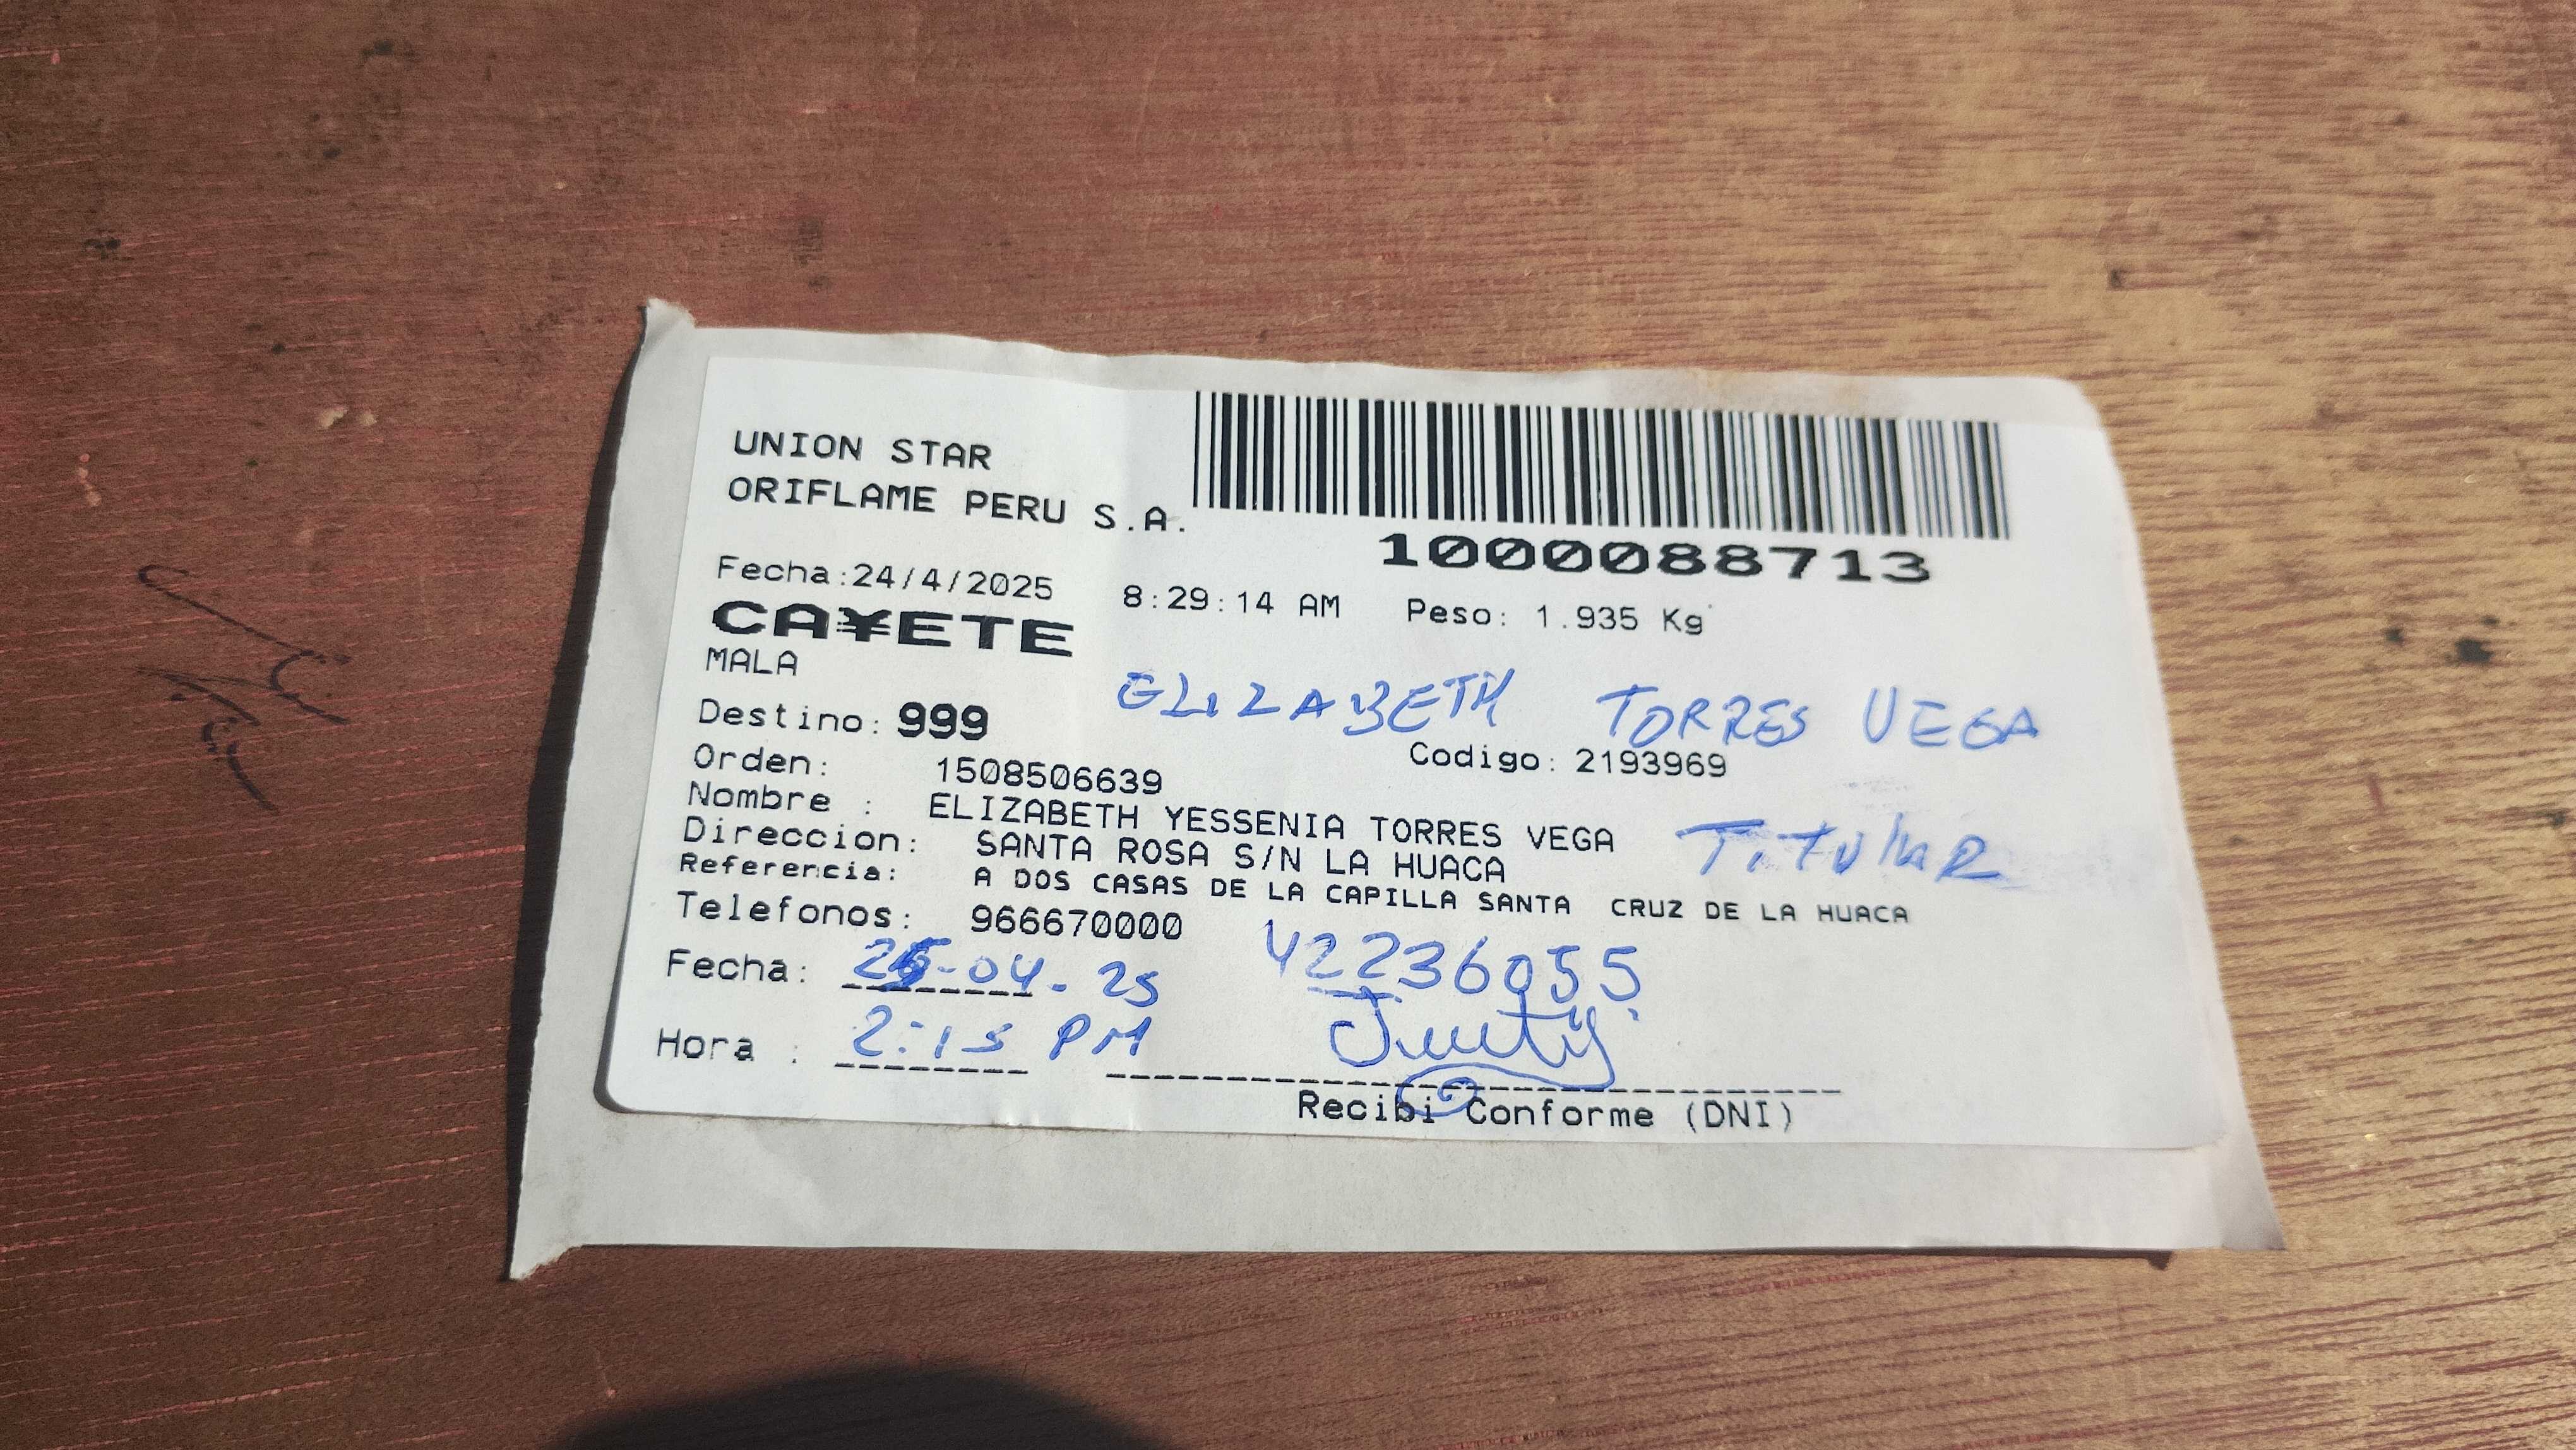 UNION STAR
ORIFLAME PERU S.A.
1000088713
Fecha:24/4/2025 8:29:14 AM Peso: 1.935 Kg
CA¥ETE
MALA
ELIZABETH TORRES VEGA
Destino: 999
Orden: 1508506639 Codigo: 2193969
Nombre : ELIZABETH YESSENIA TORRES VEGA
TiTULAR
Direccion: SANTA ROSA S/N LA HUACA
Referencia: A DOS CASAS DE LA CAPILLA SANTA CRUZ DE LA HUACA
Telefonos: 966670000
42236055
Fecha: 25-04-25
Hora : 2:15 PM
Recibi Conforme (DNI)